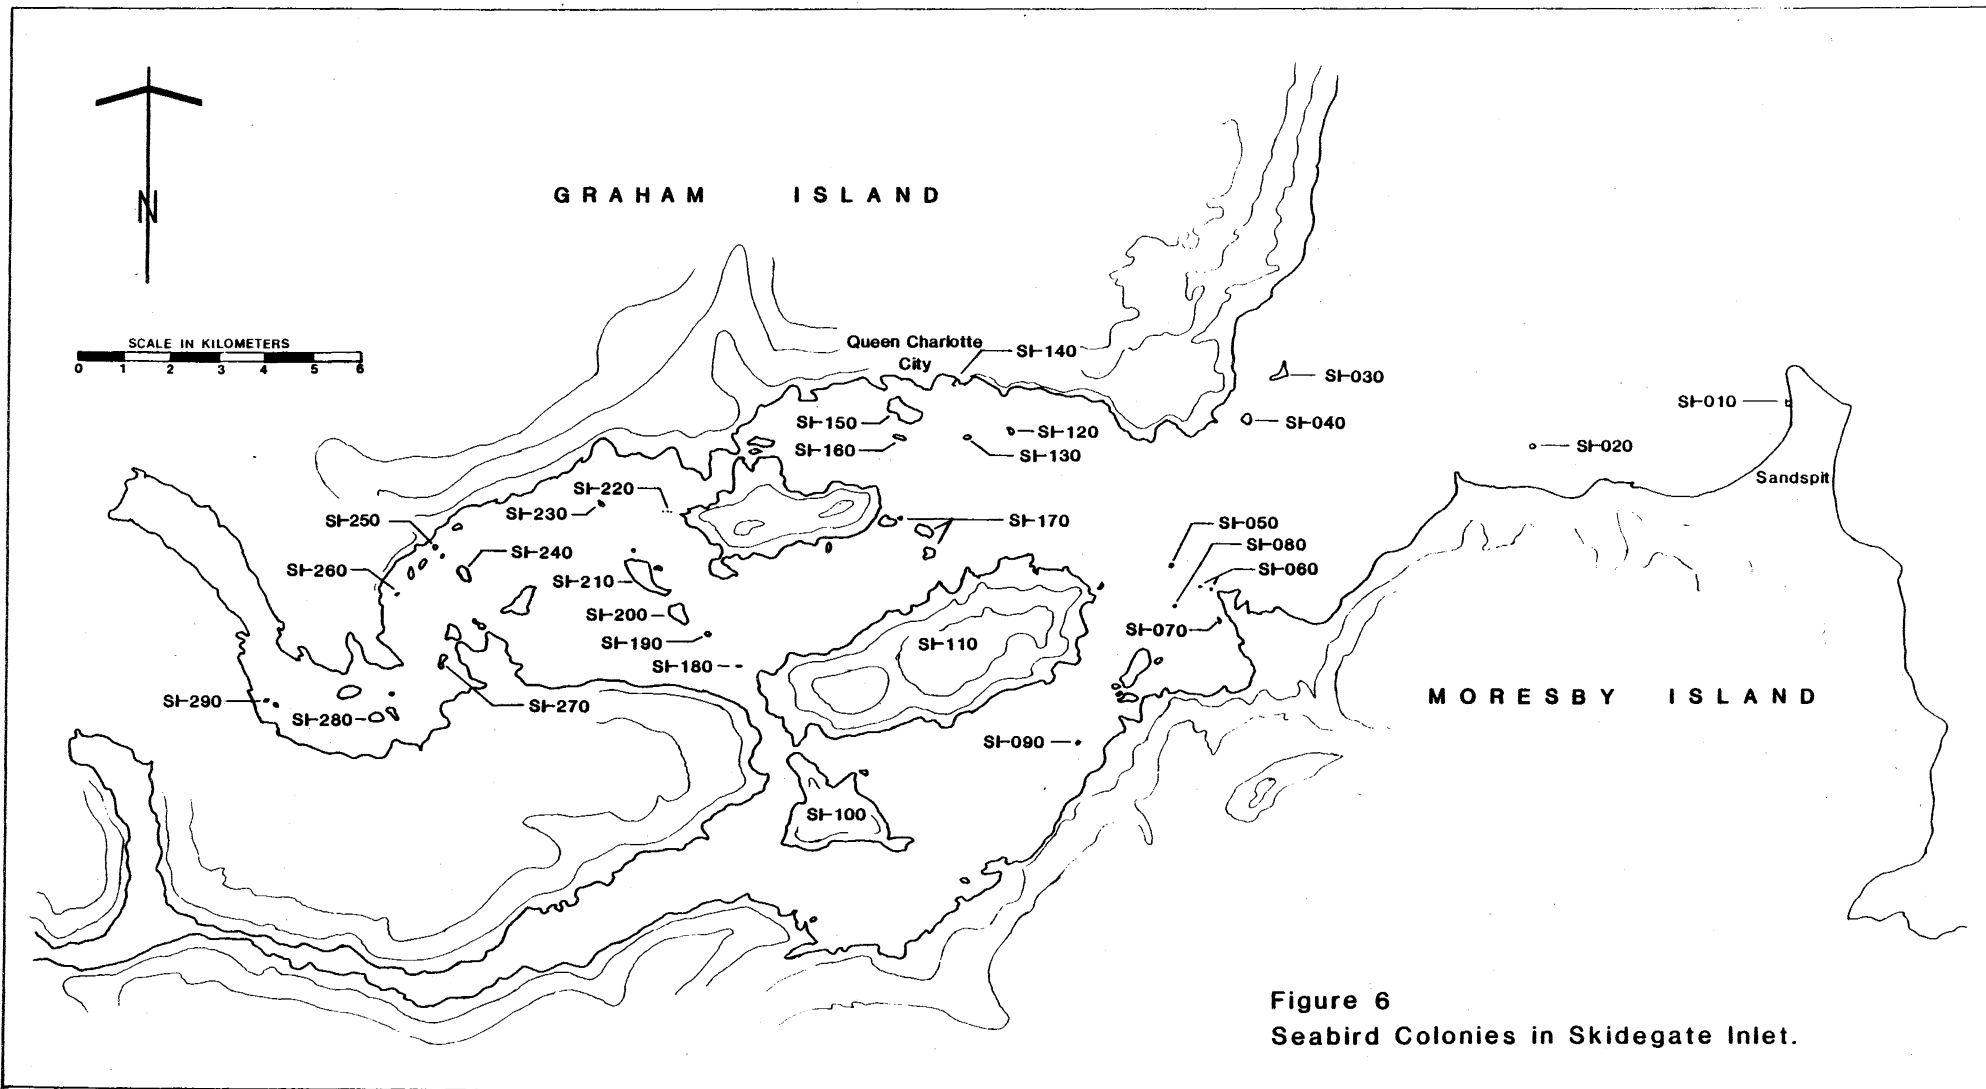 N
GRAHAM ISLAND
SCALE IN KILOMETERS
0 1 2 3 4 5 6
Queen Charlotte
City
SI-140
SI-030
SI-010
SI-150
SI-120
SI-040
SI-160
SI-130
SI-020
Sandspit
SI-220
SI-230
SI-250
SI-170
SI-050
SI-240
SI-080
SI-260
SI-210
SI-060
SI-200
SI-190
SI-070
SI-180
SI-110
SI-290
SI-280
SI-270
MORESBY ISLAND
SI-090
SI-100
Figure 6
Seabird Colonies in Skidegate Inlet.